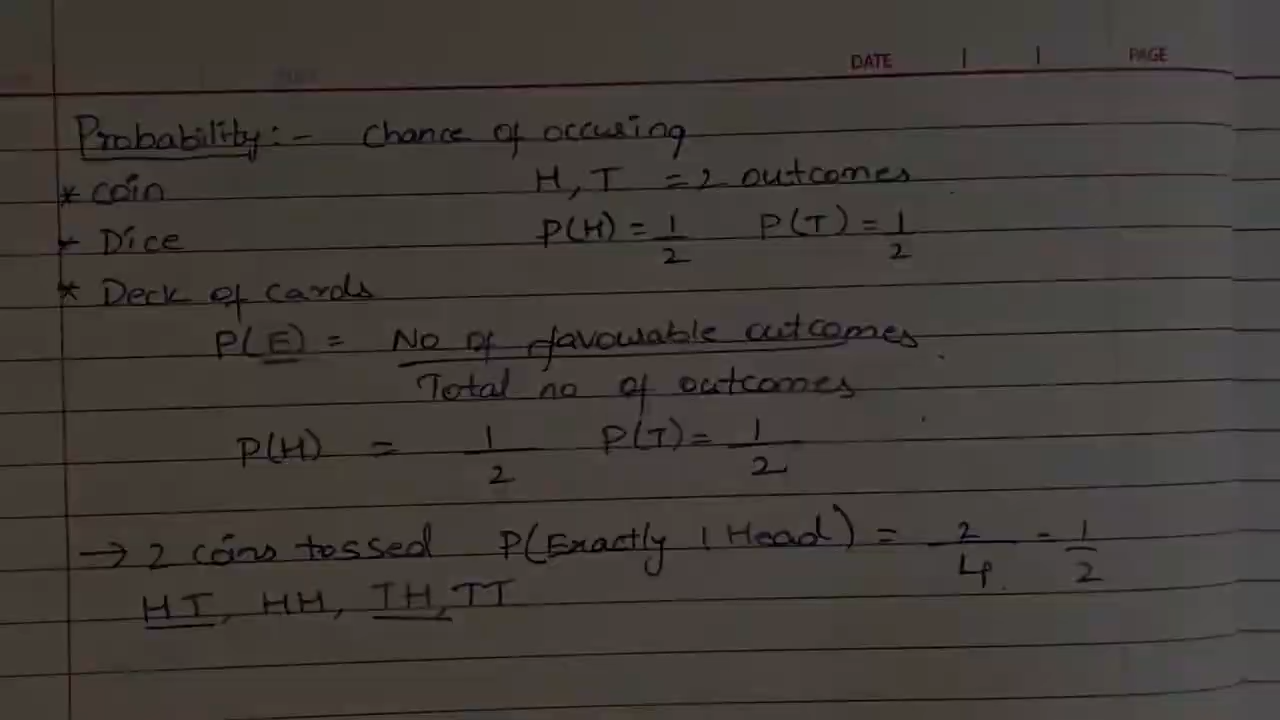 DATE | | PAGE
Probability:- Chance of occuring
* coin H, T = 2 outcomes
* Dice P(H) = 1/2 P(T) = 1/2
* Deck of cards
P(E) = No of favourable outcomes
Total no of outcomes
P(H) = 1/2 P(T) = 1/2
→ 2 coins tossed P(Exactly 1 Head) = 2/4 = 1/2
HT, HH, TH, TT